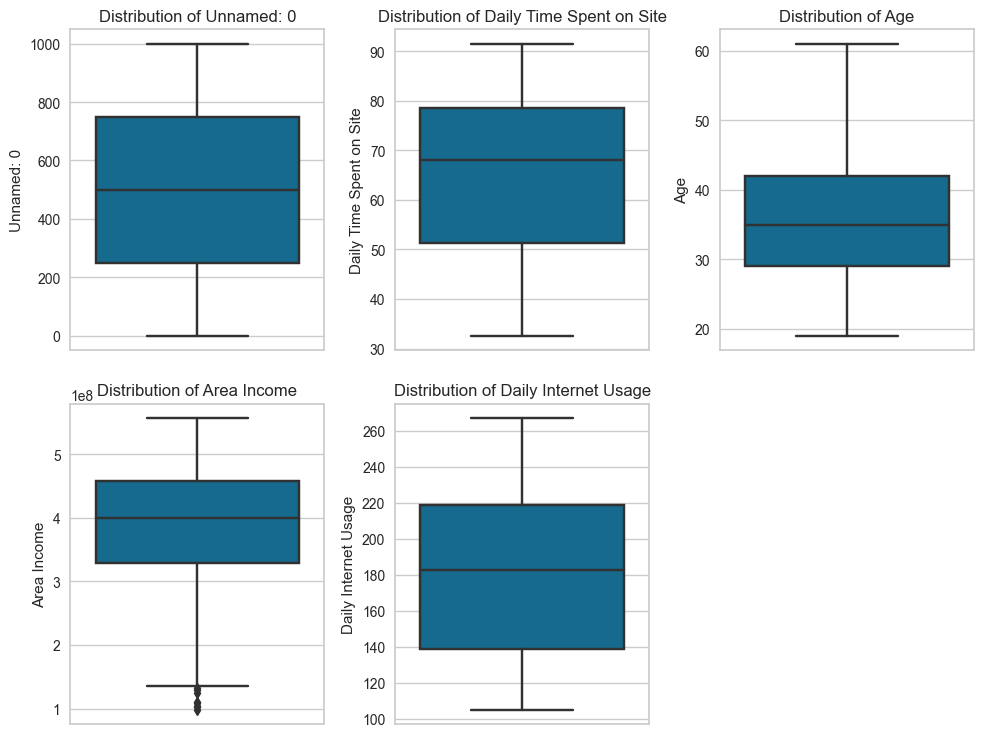 Distribution of Unnamed: 0
Unnamed: 0
1000
800
600
400
200
0
Distribution of Daily Time Spent on Site
Daily Time Spent on Site
90
80
70
60
50
40
30
Distribution of Age
Age
60
50
40
30
20
Distribution of Area Income
1e8
Area Income
5
4
3
2
1
Distribution of Daily Internet Usage
Daily Internet Usage
260
240
220
200
180
160
140
120
100